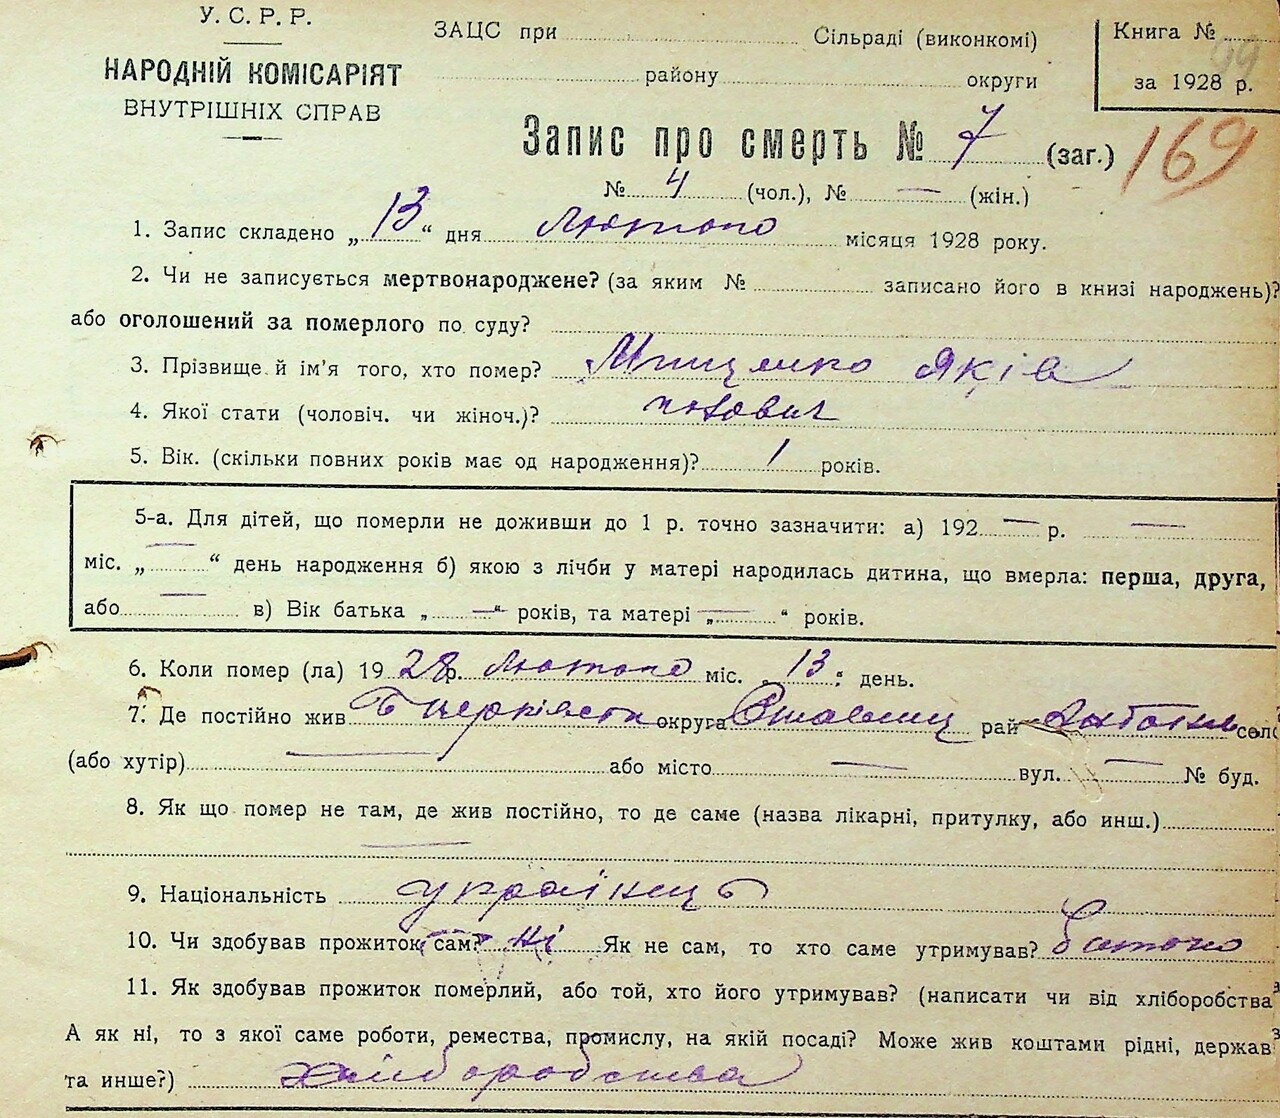 У. С. Р. Р.
НАРОДНІЙ КОМІСАРІЯТ
ВНУТРІШНІХ СПРАВ
ЗАЦС при Сільраді (виконкомі)
району округи
Книга № 99
за 1928 р.
Запис про смерть № 7 (заг.) 169
№ 4 (чол.), № — (жін.)
1. Запис складено „13“ дня Лютого місяця 1928 року.
2. Чи не записується мертвонароджене? (за яким № записано його в книзі народжень)?
або оголошений за померлого по суду?
3. Прізвище й ім'я того, хто помер? Мищенко Яків
4. Якої стати (чоловіч. чи жіноч.)? чоловіч
5. Вік. (скільки повних років має од народження)? 1 років.
5-а. Для дітей, що померли не доживши до 1 р. точно зазначити: а) 192 — р. —
міс. „—“ день народження б) якою з лічби у матері народилась дитина, що вмерла: перша, друга,
або — в) Вік батька „—“ років, та матері „—“ років.
6. Коли помер (ла) 1928 р. Лютого міс. „13; день.
7. Де постійно жив Б церківська округа Ставищ рай село
(або хутір) — або місто — вул. — № буд.
8. Як що помер не там, де жив постійно, то де саме (назва лікарні, притулку, або инш.)
—
9. Національність українець
10. Чи здобував прожиток сам? ні Як не сам, то хто саме утримував? батько
11. Як здобував прожиток померлий, або той, хто його утримував? (написати чи від хліборобства
А як ні, то з якої саме роботи, ремества, промислу, на якій посаді? Може жив коштами рідні, держав
та инше?) хліборобства